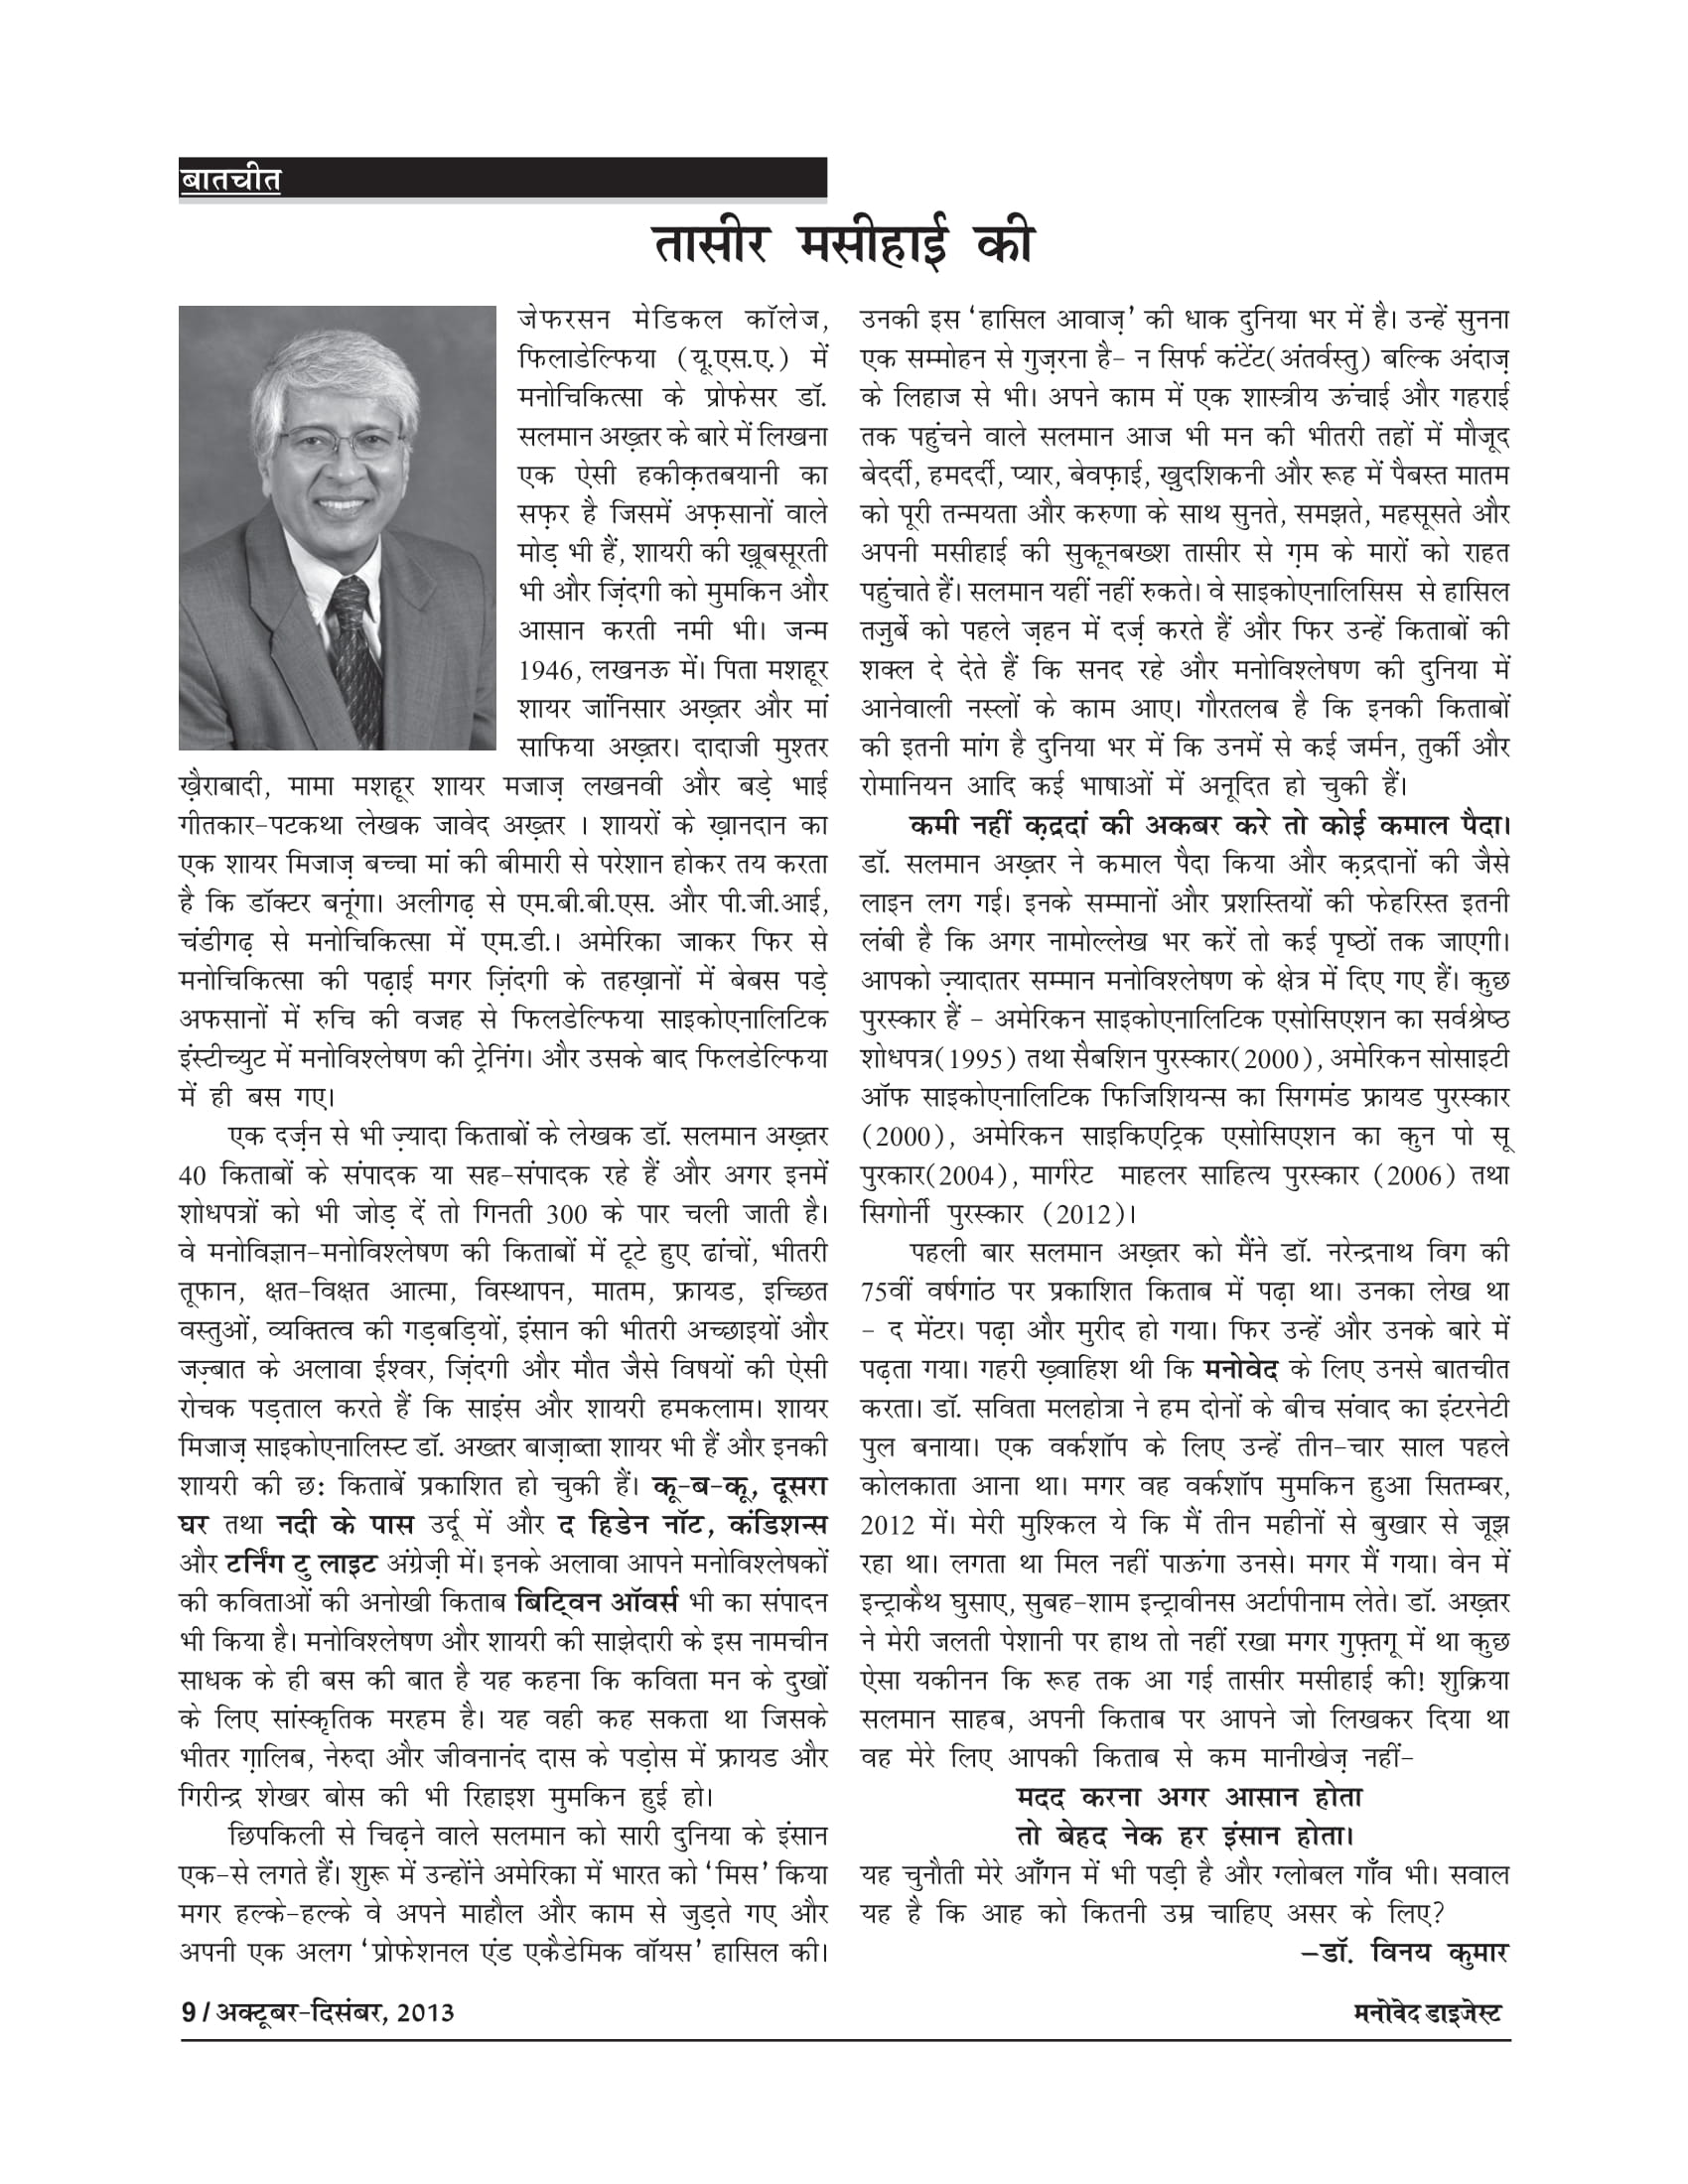 बातचीत
तासीर मसीहाई की
जेफरसन मेडिकल कॉलेज,
फिलाडेल्फिया (यू.एस.ए.) में
मनोचिकित्सा के प्रोफेसर डॉ.
सलमान अख़्तर के बारे में लिखना
एक ऐसी हकीक़तबयानी का
सफ़र है जिसमें अफ़सानों वाले
मोड़ भी हैं, शायरी की ख़ूबसूरती
भी और ज़िंदगी को मुमकिन और
आसान करती नमी भी। जन्म
1946, लखनऊ में। पिता मशहूर
शायर जांनिसार अख़्तर और मां
साफिया अख़्तर। दादाजी मुश्तर
ख़ैराबादी, मामा मशहूर शायर मजाज़ लखनवी और बड़े भाई
गीतकार-पटकथा लेखक जावेद अख़्तर । शायरों के ख़ानदान का
एक शायर मिजाज़ बच्चा मां की बीमारी से परेशान होकर तय करता
है कि डॉक्टर बनूंगा। अलीगढ़ से एम.बी.बी.एस. और पी.जी.आई,
चंडीगढ़ से मनोचिकित्सा में एम.डी.। अमेरिका जाकर फिर से
मनोचिकित्सा की पढ़ाई मगर ज़िंदगी के तहख़ानों में बेबस पड़े
अफसानों में रुचि की वजह से फिलडेल्फिया साइकोएनालिटिक
इंस्टीच्युट में मनोविश्लेषण की ट्रेनिंग। और उसके बाद फिलडेल्फिया
में ही बस गए।
एक दर्ज़न से भी ज़्यादा किताबों के लेखक डॉ. सलमान अख़्तर
40 किताबों के संपादक या सह-संपादक रहे हैं और अगर इनमें
शोधपत्रों को भी जोड़ दें तो गिनती 300 के पार चली जाती है।
वे मनोविज्ञान-मनोविश्लेषण की किताबों में टूटे हुए ढांचों, भीतरी
तूफान, क्षत-विक्षत आत्मा, विस्थापन, मातम, फ्रायड, इच्छित
वस्तुओं, व्यक्तित्व की गड़बड़ियों, इंसान की भीतरी अच्छाइयों और
जज़्बात के अलावा ईश्वर, ज़िंदगी और मौत जैसे विषयों की ऐसी
रोचक पड़ताल करते हैं कि साइंस और शायरी हमकलाम। शायर
मिजाज़ साइकोएनालिस्ट डॉ. अख्तर बाज़ाब्ता शायर भी हैं और इनकी
शायरी की छ: किताबें प्रकाशित हो चुकी हैं। कू-ब-कू, दूसरा
घर तथा नदी के पास उर्दू में और द हिडेन नॉट, कंडिशन्स
और टर्निंग टु लाइट अंग्रेज़ी में। इनके अलावा आपने मनोविश्लेषकों
की कविताओं की अनोखी किताब बिट्विन ऑवर्स भी का संपादन
भी किया है। मनोविश्लेषण और शायरी की साझेदारी के इस नामचीन
साधक के ही बस की बात है यह कहना कि कविता मन के दुखों
के लिए सांस्कृतिक मरहम है। यह वही कह सकता था जिसके
भीतर ग़ालिब, नेरुदा और जीवनानंद दास के पड़ोस में फ्रायड और
गिरीन्द्र शेखर बोस की भी रिहाइश मुमकिन हुई हो।
छिपकिली से चिढ़ने वाले सलमान को सारी दुनिया के इंसान
एक-से लगते हैं। शुरू में उन्होंने अमेरिका में भारत को 'मिस' किया
मगर हल्के-हल्के वे अपने माहौल और काम से जुड़ते गए और
अपनी एक अलग 'प्रोफेशनल एंड एकैडेमिक वॉयस' हासिल की।
उनकी इस 'हासिल आवाज़' की धाक दुनिया भर में है। उन्हें सुनना
एक सम्मोहन से गुज़रना है- न सिर्फ कंटेंट(अंतर्वस्तु) बल्कि अंदाज़
के लिहाज से भी। अपने काम में एक शास्त्रीय ऊंचाई और गहराई
तक पहुंचने वाले सलमान आज भी मन की भीतरी तहों में मौजूद
बेदर्दी, हमदर्दी, प्यार, बेवफ़ाई, ख़ुदशिकनी और रूह में पैबस्त मातम
को पूरी तन्मयता और करुणा के साथ सुनते, समझते, महसूसते और
अपनी मसीहाई की सुकूनबख्श तासीर से ग़म के मारों को राहत
पहुंचाते हैं। सलमान यहीं नहीं रुकते। वे साइकोएनालिसिस से हासिल
तजुर्बे को पहले ज़हन में दर्ज़ करते हैं और फिर उन्हें किताबों की
शक्ल दे देते हैं कि सनद रहे और मनोविश्लेषण की दुनिया में
आनेवाली नस्लों के काम आए। गौरतलब है कि इनकी किताबों
की इतनी मांग है दुनिया भर में कि उनमें से कई जर्मन, तुर्की और
रोमानियन आदि कई भाषाओं में अनूदित हो चुकी हैं।
कमी नहीं क़द्रदां की अकबर करे तो कोई कमाल पैदा।
डॉ. सलमान अख़्तर ने कमाल पैदा किया और क़द्रदानों की जैसे
लाइन लग गई। इनके सम्मानों और प्रशस्तियों की फेहरिस्त इतनी
लंबी है कि अगर नामोल्लेख भर करें तो कई पृष्ठों तक जाएगी।
आपको ज़्यादातर सम्मान मनोविश्लेषण के क्षेत्र में दिए गए हैं। कुछ
पुरस्कार हैं - अमेरिकन साइकोएनालिटिक एसोसिएशन का सर्वश्रेष्ठ
शोधपत्र(1995) तथा सैबशिन पुरस्कार(2000), अमेरिकन सोसाइटी
ऑफ साइकोएनालिटिक फिजिशियन्स का सिगमंड फ्रायड पुरस्कार
(2000), अमेरिकन साइकिएट्रिक एसोसिएशन का कुन पो सू
पुरकार(2004), मार्गरेट माहलर साहित्य पुरस्कार (2006) तथा
सिगोर्नी पुरस्कार (2012)।
पहली बार सलमान अख़्तर को मैंने डॉ. नरेन्द्रनाथ विग की
75वीं वर्षगांठ पर प्रकाशित किताब में पढ़ा था। उनका लेख था
- द मेंटर। पढ़ा और मुरीद हो गया। फिर उन्हें और उनके बारे में
पढ़ता गया। गहरी ख़्वाहिश थी कि मनोवेद के लिए उनसे बातचीत
करता। डॉ. सविता मलहोत्रा ने हम दोनों के बीच संवाद का इंटरनेटी
पुल बनाया। एक वर्कशॉप के लिए उन्हें तीन-चार साल पहले
कोलकाता आना था। मगर वह वर्कशॉप मुमकिन हुआ सितम्बर,
2012 में। मेरी मुश्किल ये कि मैं तीन महीनों से बुखार से जूझ
रहा था। लगता था मिल नहीं पाऊंगा उनसे। मगर मैं गया। वेन में
इन्ट्राकैथ घुसाए, सुबह-शाम इन्ट्रावीनस अर्टापीनाम लेते। डॉ. अख़्तर
ने मेरी जलती पेशानी पर हाथ तो नहीं रखा मगर गुफ़्तगू में था कुछ
ऐसा यकीनन कि रूह तक आ गई तासीर मसीहाई की! शुक्रिया
सलमान साहब, अपनी किताब पर आपने जो लिखकर दिया था
वह मेरे लिए आपकी किताब से कम मानीखेज़ नहीं-
मदद करना अगर आसान होता
तो बेहद नेक हर इंसान होता।
यह चुनौती मेरे आँगन में भी पड़ी है और ग्लोबल गाँव भी। सवाल
यह है कि आह को कितनी उम्र चाहिए असर के लिए?
–डॉ. विनय कुमार
9 / अक्टूबर-दिसंबर, 2013
मनोवेद डाइजेस्ट